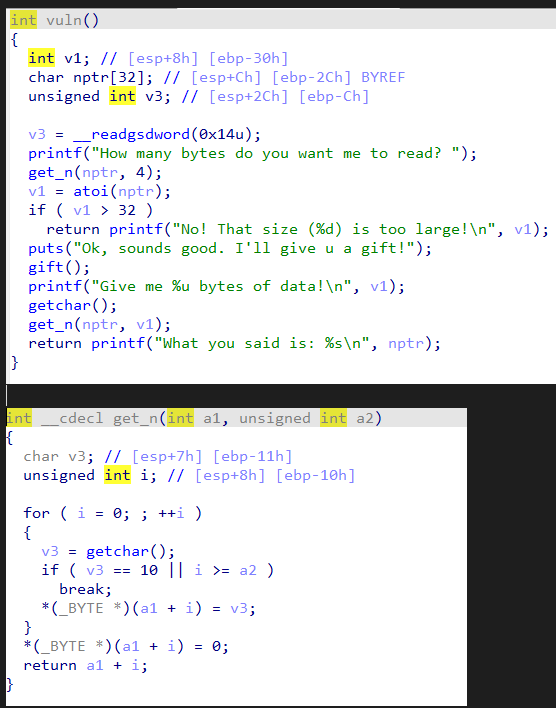 int vuln()
{
  int v1; // [esp+8h] [ebp-30h]
  char nptr[32]; // [esp+Ch] [ebp-2Ch] BYREF
  unsigned int v3; // [esp+2Ch] [ebp-Ch]

  v3 = __readgsdword(0x14u);
  printf("How many bytes do you want me to read? ");
  get_n(nptr, 4);
  v1 = atoi(nptr);
  if ( v1 > 32 )
    return printf("No! That size (%d) is too large!\n", v1);
  puts("Ok, sounds good. I'll give u a gift!");
  gift();
  printf("Give me %u bytes of data!\n", v1);
  getchar();
  get_n(nptr, v1);
  return printf("What you said is: %s\n", nptr);
}
int __cdecl get_n(int a1, unsigned int a2)
{
  char v3; // [esp+7h] [ebp-11h]
  unsigned int i; // [esp+8h] [ebp-10h]

  for ( i = 0; ; ++i )
  {
    v3 = getchar();
    if ( v3 == 10 || i >= a2 )
      break;
    *(_BYTE *)(a1 + i) = v3;
  }
  *(_BYTE *)(a1 + i) = 0;
  return a1 + i;
}